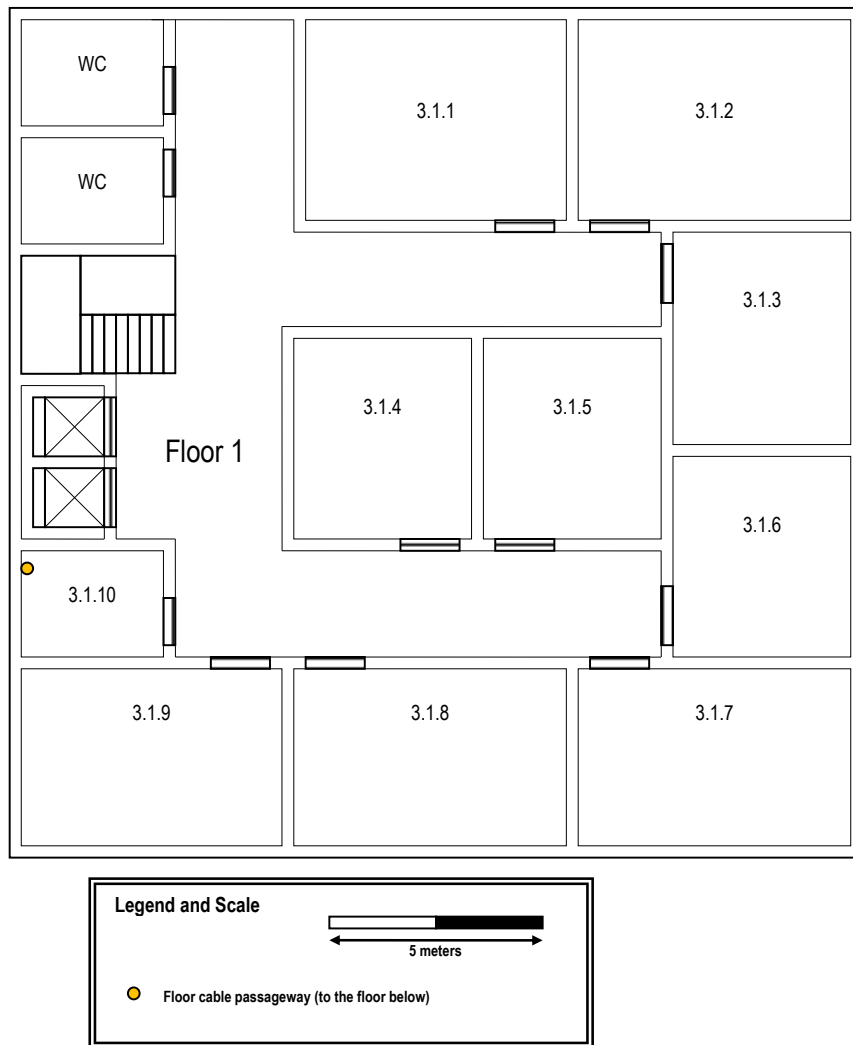 WC
3.1.1
3.1.2
WC
3.1.3
3.1.4
3.1.5
Floor 1
3.1.6
3.1.10
3.1.9
3.1.8
3.1.7
Legend and Scale
5 meters
Floor cable passageway (to the floor below)